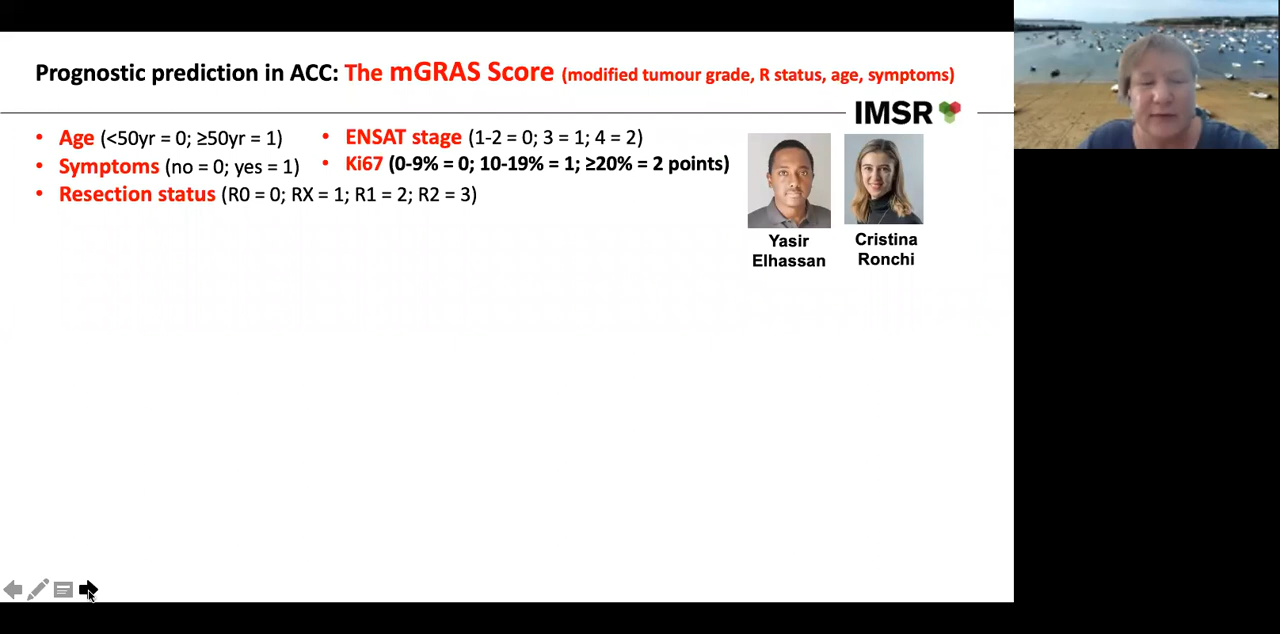 Prognostic prediction in ACC: The mGRAS Score (modified tumour grade, R status, age, symptoms)
IMSR
• Age (<50yr = 0; ≥50yr = 1)
• Symptoms (no = 0; yes = 1)
• Resection status (R0 = 0; RX = 1; R1 = 2; R2 = 3)
• ENSAT stage (1-2 = 0; 3 = 1; 4 = 2)
• Ki67 (0-9% = 0; 10-19% = 1; ≥20% = 2 points)
Yasir
Elhassan
Cristina
Ronchi